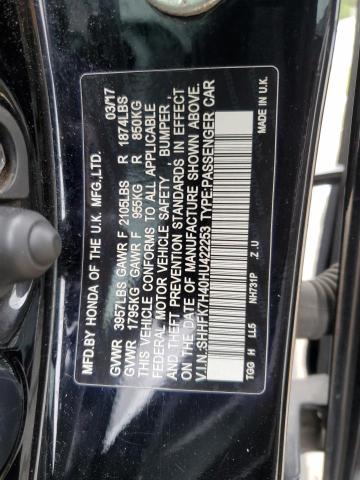 MFD.BY HONDA OF THE U.K. MFG.,LTD. 03/17
GVWR 3957LBS GAWR F 2105LBS R 1874LBS
GVWR 1795KG GAWR F 955KG R 850KG
THIS VEHICLE CONFORMS TO ALL APPLICABLE
FEDERAL MOTOR VEHICLE SAFETY BUMPER,
AND THEFT PREVENTION STANDARDS IN EFFECT
ON THE DATE OF MANUFACTURE SHOWN ABOVE.
V.I.N.:SHHFK7H40HU422253 TYPE:PASSENGER CAR
TGG H LL5 NH731P Z U MADE IN U.K.